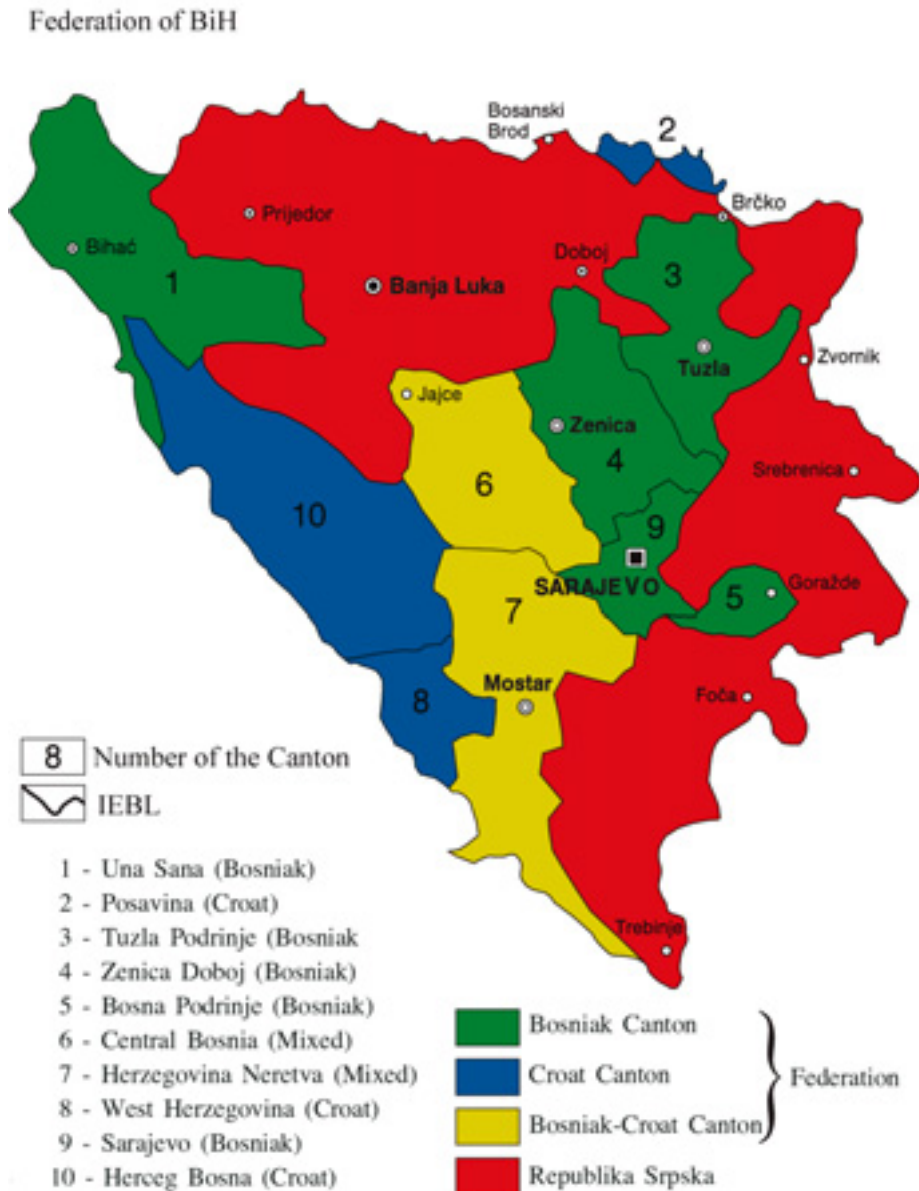 Federation of BiH
Bosanski
Brod
2
Brčko
Prijedor
Bihać
Doboj
3
1
Banja Luka
Tuzla
Zvornik
Jajce
Zenica
4
Srebrenica
6
10
9
SARAJEVO
5
Goražde
7
Mostar
8
Foča
8 Number of the Canton
IEBL
Trebinje
1 - Una Sana (Bosniak)
2 - Posavina (Croat)
3 - Tuzla Podrinje (Bosniak
4 - Zenica Doboj (Bosniak)
5 - Bosna Podrinje (Bosniak)
6 - Central Bosnia (Mixed)
7 - Herzegovina Neretva (Mixed)
8 - West Herzegovina (Croat)
9 - Sarajevo (Bosniak)
10 - Herceg Bosna (Croat)
Bosniak Canton
Croat Canton
Bosniak-Croat Canton
Federation
Republika Srpska